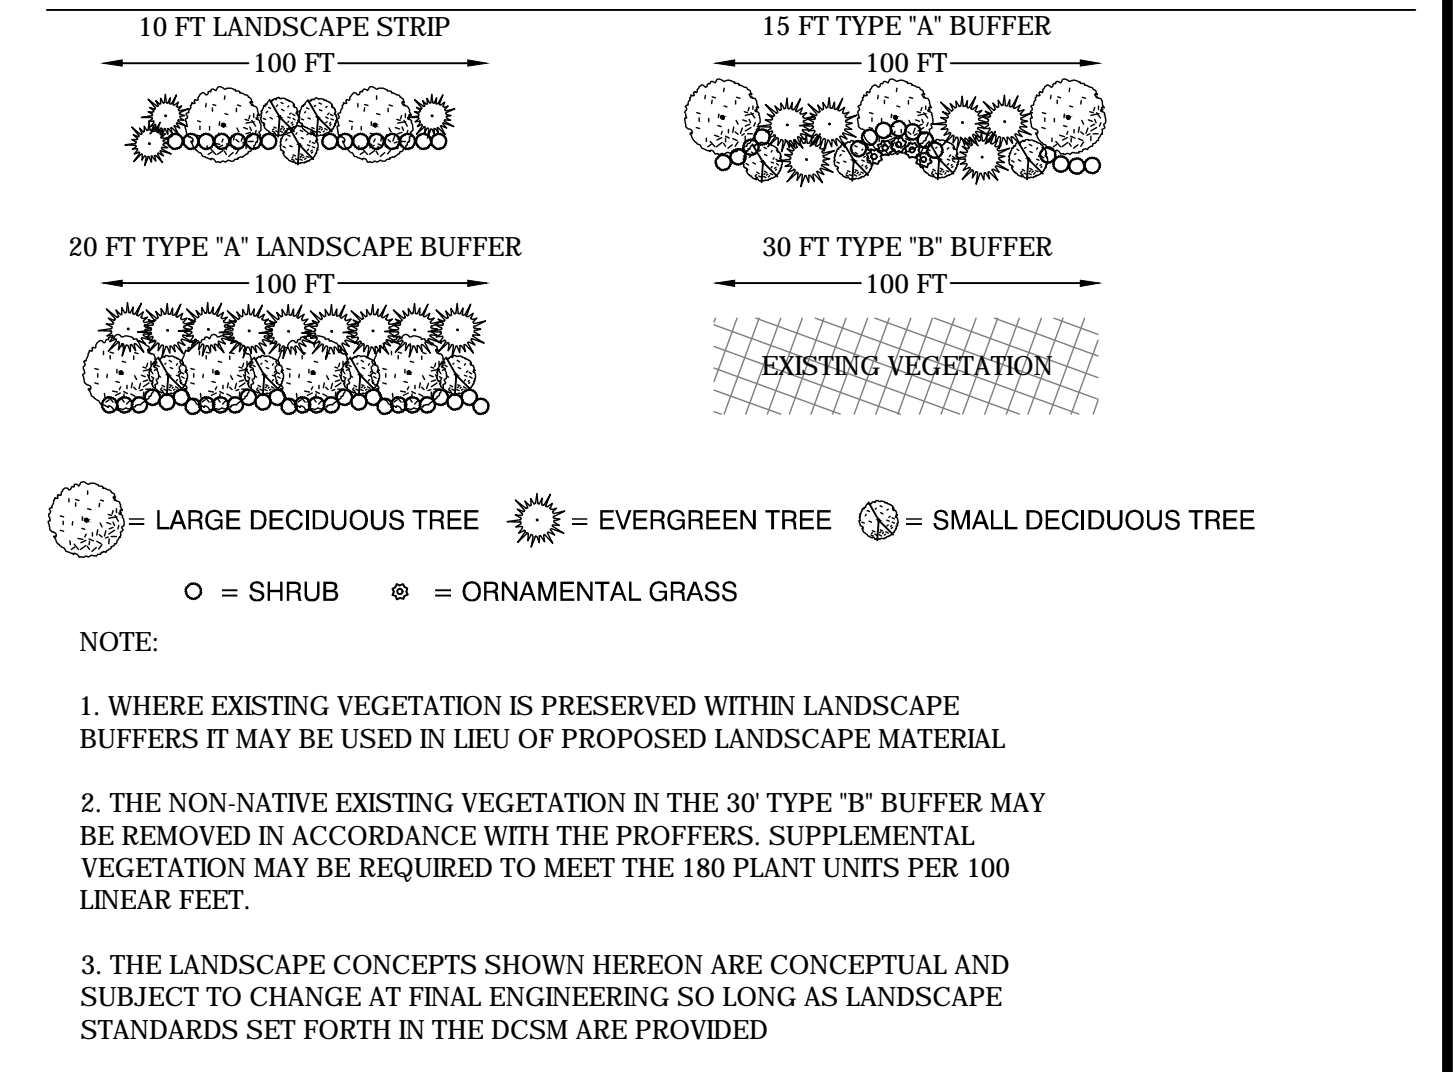 10 FT LANDSCAPE STRIP
100 FT
15 FT TYPE "A" BUFFER
100 FT
20 FT TYPE "A" LANDSCAPE BUFFER
100 FT
30 FT TYPE "B" BUFFER
100 FT
EXISTING VEGETATION
= LARGE DECIDUOUS TREE
= EVERGREEN TREE
= SMALL DECIDUOUS TREE
= SHRUB
= ORNAMENTAL GRASS
NOTE:
1. WHERE EXISTING VEGETATION IS PRESERVED WITHIN LANDSCAPE
BUFFERS IT MAY BE USED IN LIEU OF PROPOSED LANDSCAPE MATERIAL
2. THE NON-NATIVE EXISTING VEGETATION IN THE 30' TYPE "B" BUFFER MAY
BE REMOVED IN ACCORDANCE WITH THE PROFFERS. SUPPLEMENTAL
VEGETATION MAY BE REQUIRED TO MEET THE 180 PLANT UNITS PER 100
LINEAR FEET.
3. THE LANDSCAPE CONCEPTS SHOWN HEREON ARE CONCEPTUAL AND
SUBJECT TO CHANGE AT FINAL ENGINEERING SO LONG AS LANDSCAPE
STANDARDS SET FORTH IN THE DCSM ARE PROVIDED